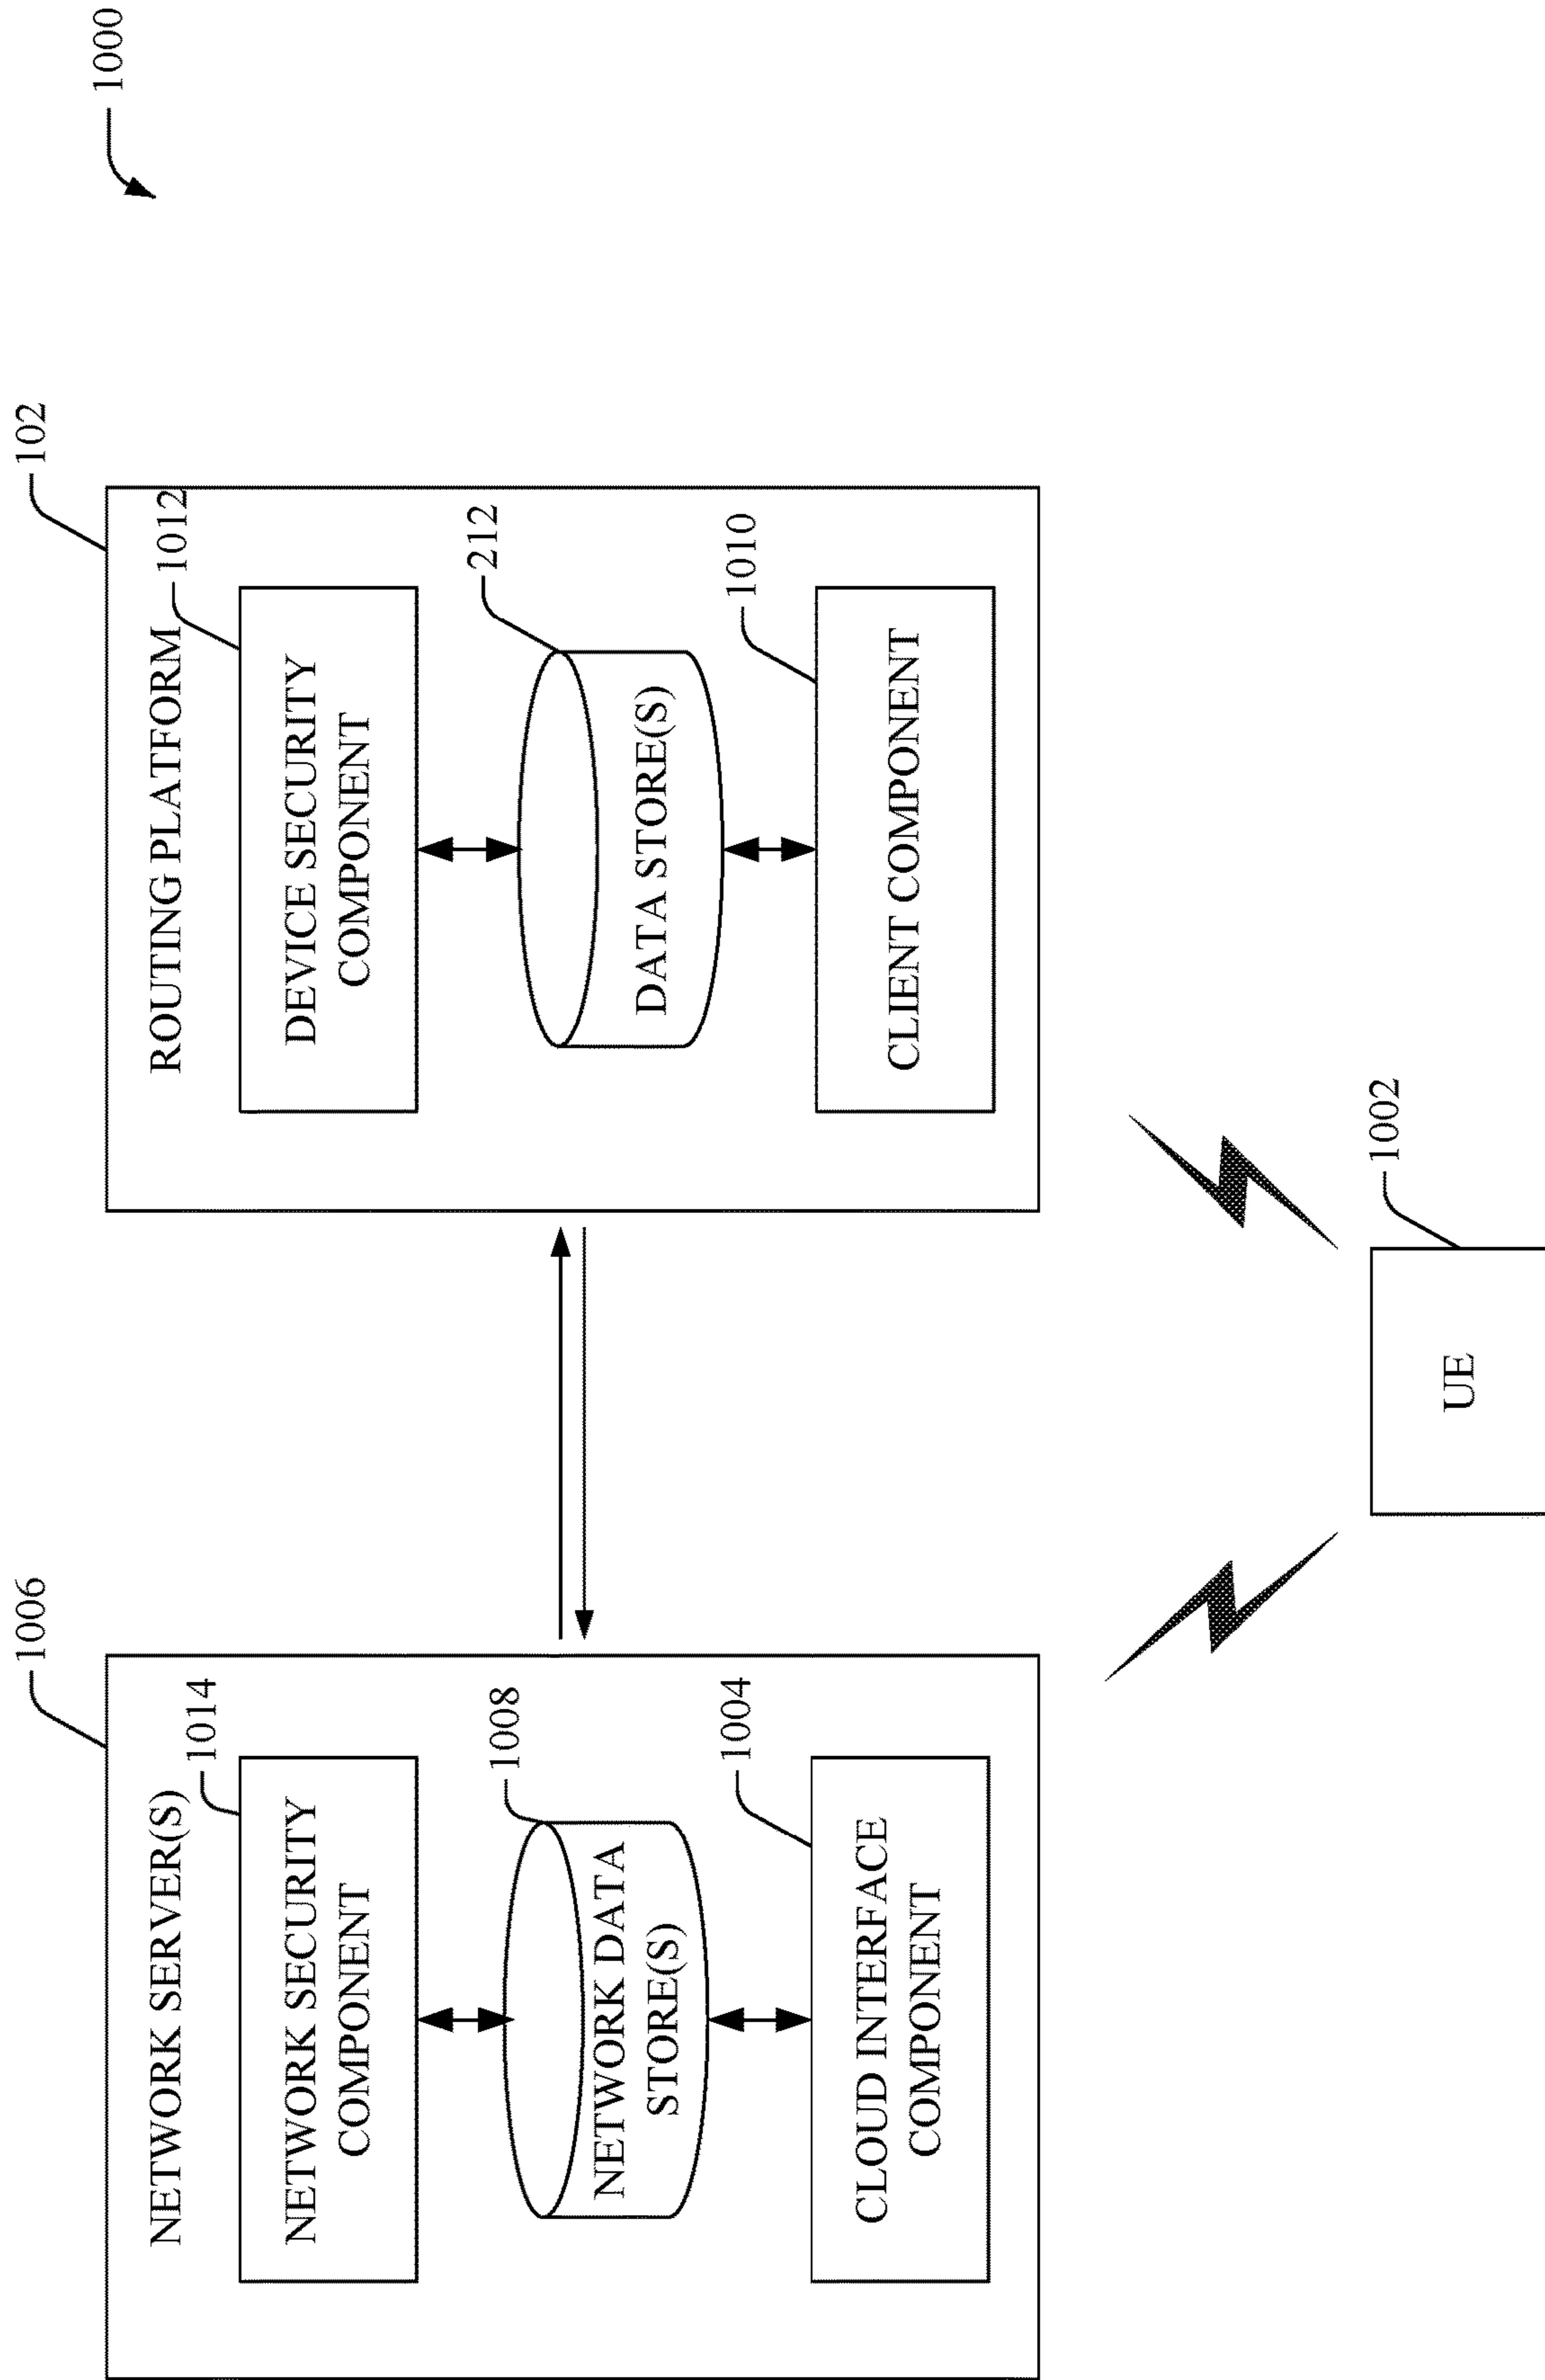 1000
1006
102
NETWORK SERVER(S)
1014
NETWORK SECURITY
COMPONENT
1008
NETWORK DATA
STORE(S)
1004
CLOUD INTERFACE
COMPONENT
ROUTING PLATFORM
1012
DEVICE SECURITY
COMPONENT
212
DATA STORE(S)
1010
CLIENT COMPONENT
1002
UE